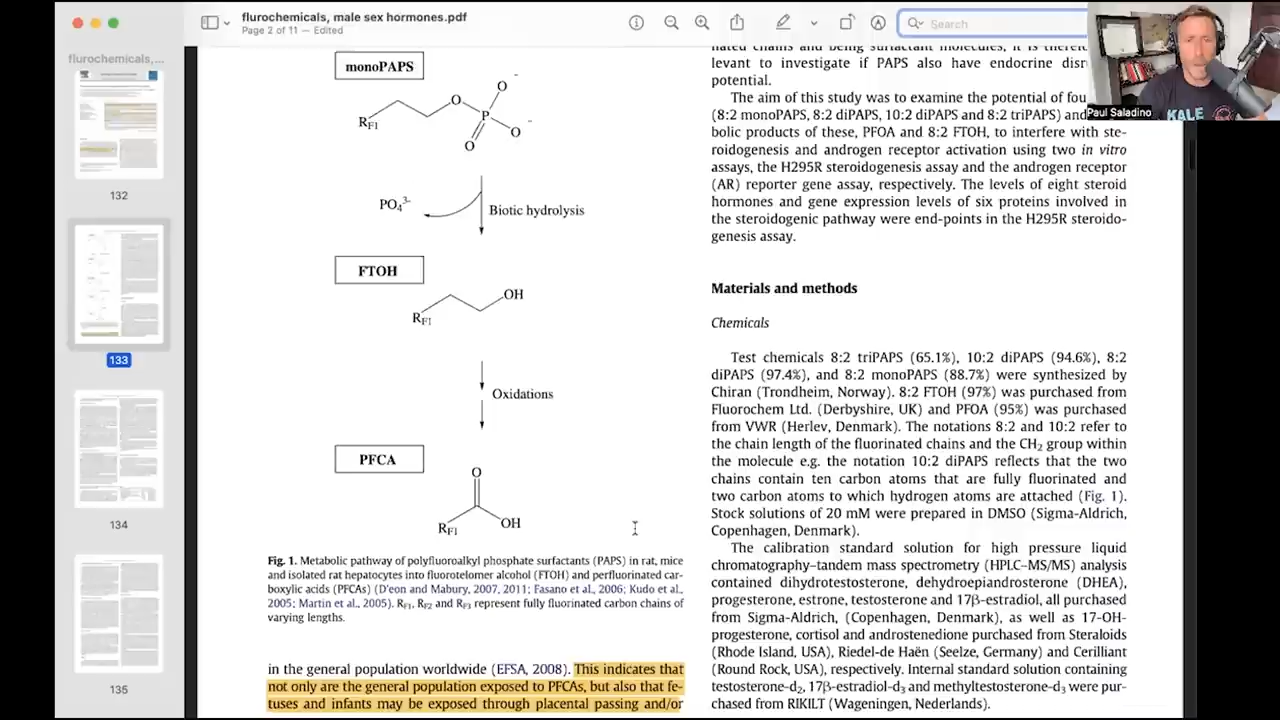 flurochemicals, male sex hormones.pdf
Page 2 of 11 – Edited
Search
Paul Saladino
KALE
flurochemicals,...
132
133
134
135
monoPAPS
R_F1
O
P
O
-
O
-
O
PO₄³⁻
Biotic hydrolysis
FTOH
R_F1
OH
Oxidations
PFCA
O
R_F1
OH
Fig. 1. Metabolic pathway of polyfluoroalkyl phosphate surfactants (PAPS) in rat, mice
and isolated rat hepatocytes into fluorotelomer alcohol (FTOH) and perfluorinated car-
boxylic acids (PFCAs) (D'eon and Mabury, 2007, 2011; Fasano et al., 2006; Kudo et al.,
2005; Martin et al., 2005). R_F1, R_F2 and R_F3 represent fully fluorinated carbon chains of
varying lengths.
in the general population worldwide (EFSA, 2008). This indicates that
not only are the general population exposed to PFCAs, but also that fe-
tuses and infants may be exposed through placental passing and/or
nated chains and being surfactant molecules, it is theref
levant to investigate if PAPS also have endocrine disr
potential.
The aim of this study was to examine the potential of fou
(8:2 monoPAPS, 8:2 diPAPS, 10:2 diPAPS and 8:2 triPAPS) and
bolic products of these, PFOA and 8:2 FTOH, to interfere with ste-
roidogenesis and androgen receptor activation using two in vitro
assays, the H295R steroidogenesis assay and the androgen receptor
(AR) reporter gene assay, respectively. The levels of eight steroid
hormones and gene expression levels of six proteins involved in
the steroidogenic pathway were end-points in the H295R steroido-
genesis assay.
Materials and methods
Chemicals
Test chemicals 8:2 triPAPS (65.1%), 10:2 diPAPS (94.6%), 8:2
diPAPS (97.4%), and 8:2 monoPAPS (88.7%) were synthesized by
Chiran (Trondheim, Norway). 8:2 FTOH (97%) was purchased from
Fluorochem Ltd. (Derbyshire, UK) and PFOA (95%) was purchased
from VWR (Herlev, Denmark). The notations 8:2 and 10:2 refer to
the chain length of the fluorinated chains and the CH₂ group within
the molecule e.g. the notation 10:2 diPAPS reflects that the two
chains contain ten carbon atoms that are fully fluorinated and
two carbon atoms to which hydrogen atoms are attached (Fig. 1).
Stock solutions of 20 mM were prepared in DMSO (Sigma-Aldrich,
Copenhagen, Denmark).
The calibration standard solution for high pressure liquid
chromatography–tandem mass spectrometry (HPLC–MS/MS) analysis
contained dihydrotestosterone, dehydroepiandrosterone (DHEA),
progesterone, estrone, testosterone and 17β-estradiol, all purchased
from Sigma-Aldrich, (Copenhagen, Denmark), as well as 17-OH-
progesterone, cortisol and androstenedione purchased from Steraloids
(Rhode Island, USA), Riedel-de Haën (Seelze, Germany) and Cerilliant
(Round Rock, USA), respectively. Internal standard solution containing
testosterone-d₂, 17β-estradiol-d₃ and methyltestosterone-d₃ were pur-
chased from RIKILT (Wageningen, Nederlands).